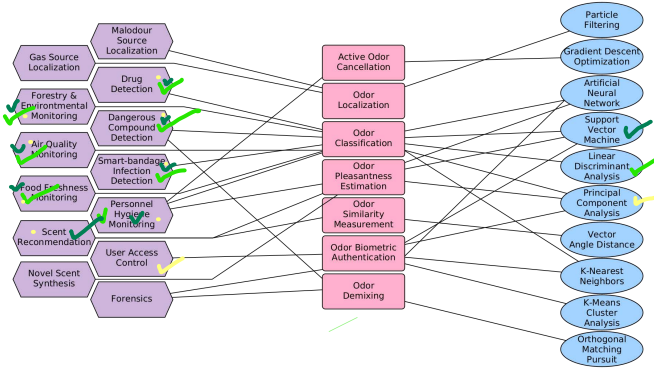 Malodour
Source
Localization
Gas Source
Localization
Drug
Detection
Forestry &
Environtmental
Monitoring
Dangerous
Compound
Detection
Air Quality
Monitoring
Smart-bandage
Infection
Detection
Food Freshness
Monitoring
Personnel
Hygiene
Monitoring
Scent
Recomendation
User Access
Control
Novel Scent
Synthesis
Forensics
Active Odor
Cancellation
Odor
Localization
Odor
Classification
Odor
Pleasantness
Estimation
Odor
Similarity
Measurement
Odor Biometric
Authentication
Odor
Demixing
Particle
Filtering
Gradient Descent
Optimization
Artificial
Neural
Network
Support
Vector
Machine
Linear
Discriminant
Analysis
Principal
Component
Analysis
Vector
Angle Distance
K-Nearest
Neighbors
K-Means
Cluster
Analysis
Orthogonal
Matching
Pursuit